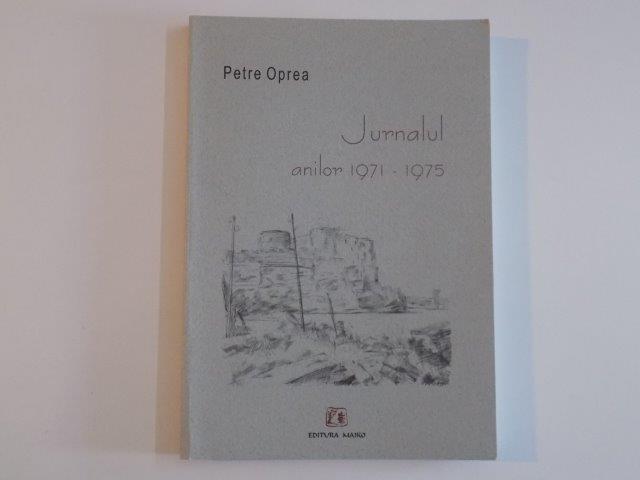 Petre Oprea
Jurnalul
anilor 1971 - 1975
EDITURA MAIKO